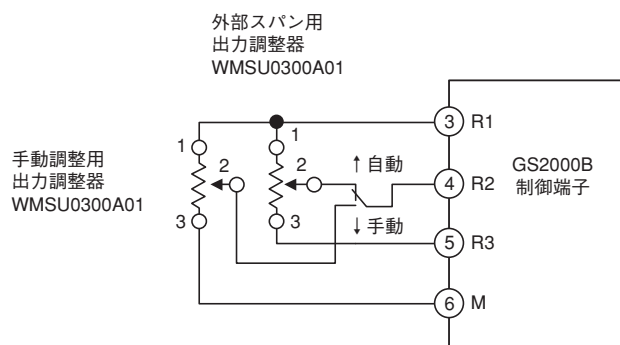 外部スパン用
出力調整器
WMSU0300A01
手動調整用
出力調整器
WMSU0300A01
1
2
3
1
2
3
↑自動
↓手動
3 R1
4 R2
5 R3
6 M
GS2000B
制御端子